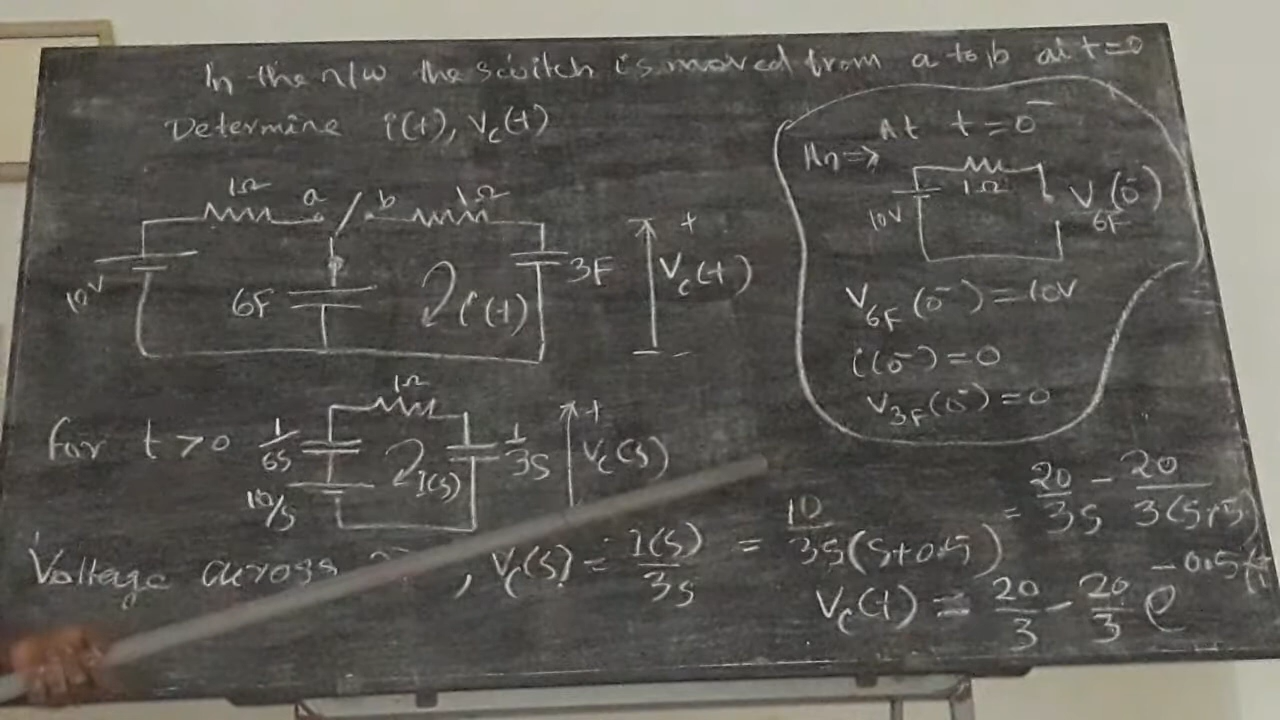 In the n/w the switch is moved from a to b at t=0
Determine i(t), Vc(t)
1Ω a b 1Ω
10V 6F i(t) 3F + Vc(t)
At t=0⁻
10V 1Ω V(0⁻) 6F
V6F(0⁻)=10V
i(0⁻)=0
V3F(0⁻)=0
for t>0 1/6s 10/s 1Ω I(s) 1/3s + Vc(s)
Voltage across , Vc(s) = I(s)/3s = 10/3s(s+0.5)
= 20/3s - 20/3(s+.5)
Vc(t) = 20/3 - 20/3 e^-0.5t